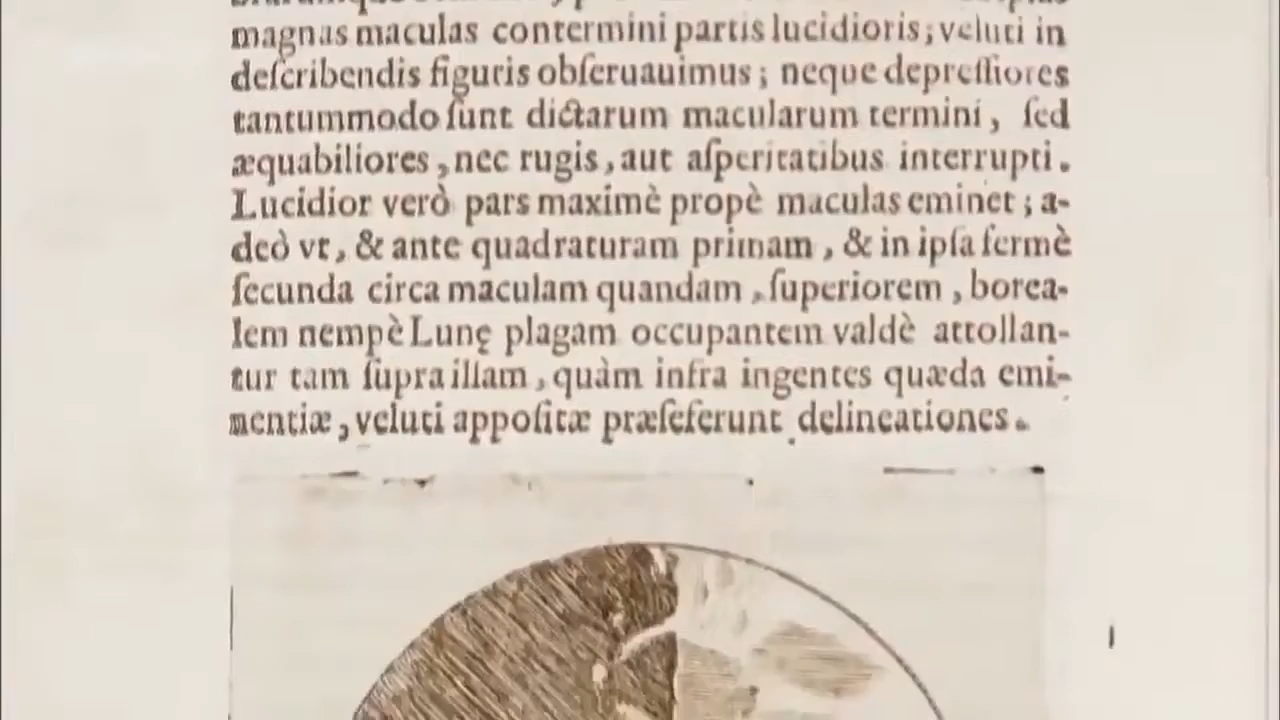 magnas maculas contermini partis lucidioris; veluti in
deſcribendis figuris obſeruauimus; neque depreſſiores
tantummodo ſunt dictarum macularum termini, ſed
æquabiliores, nec rugis, aut aſperitatibus interrupti.
Lucidior verò pars maximè propè maculas eminet; a-
deò vt, & ante quadraturam primam, & in ipſa fermè
ſecunda circa maculam quandam, ſuperiorem, borea-
lem nempè Lunę plagam occupantem valdè attollan-
tur tam ſupra illam, quàm infra ingentes quæda emi-
nentiæ, veluti appoſitæ præſeferunt delineationes.